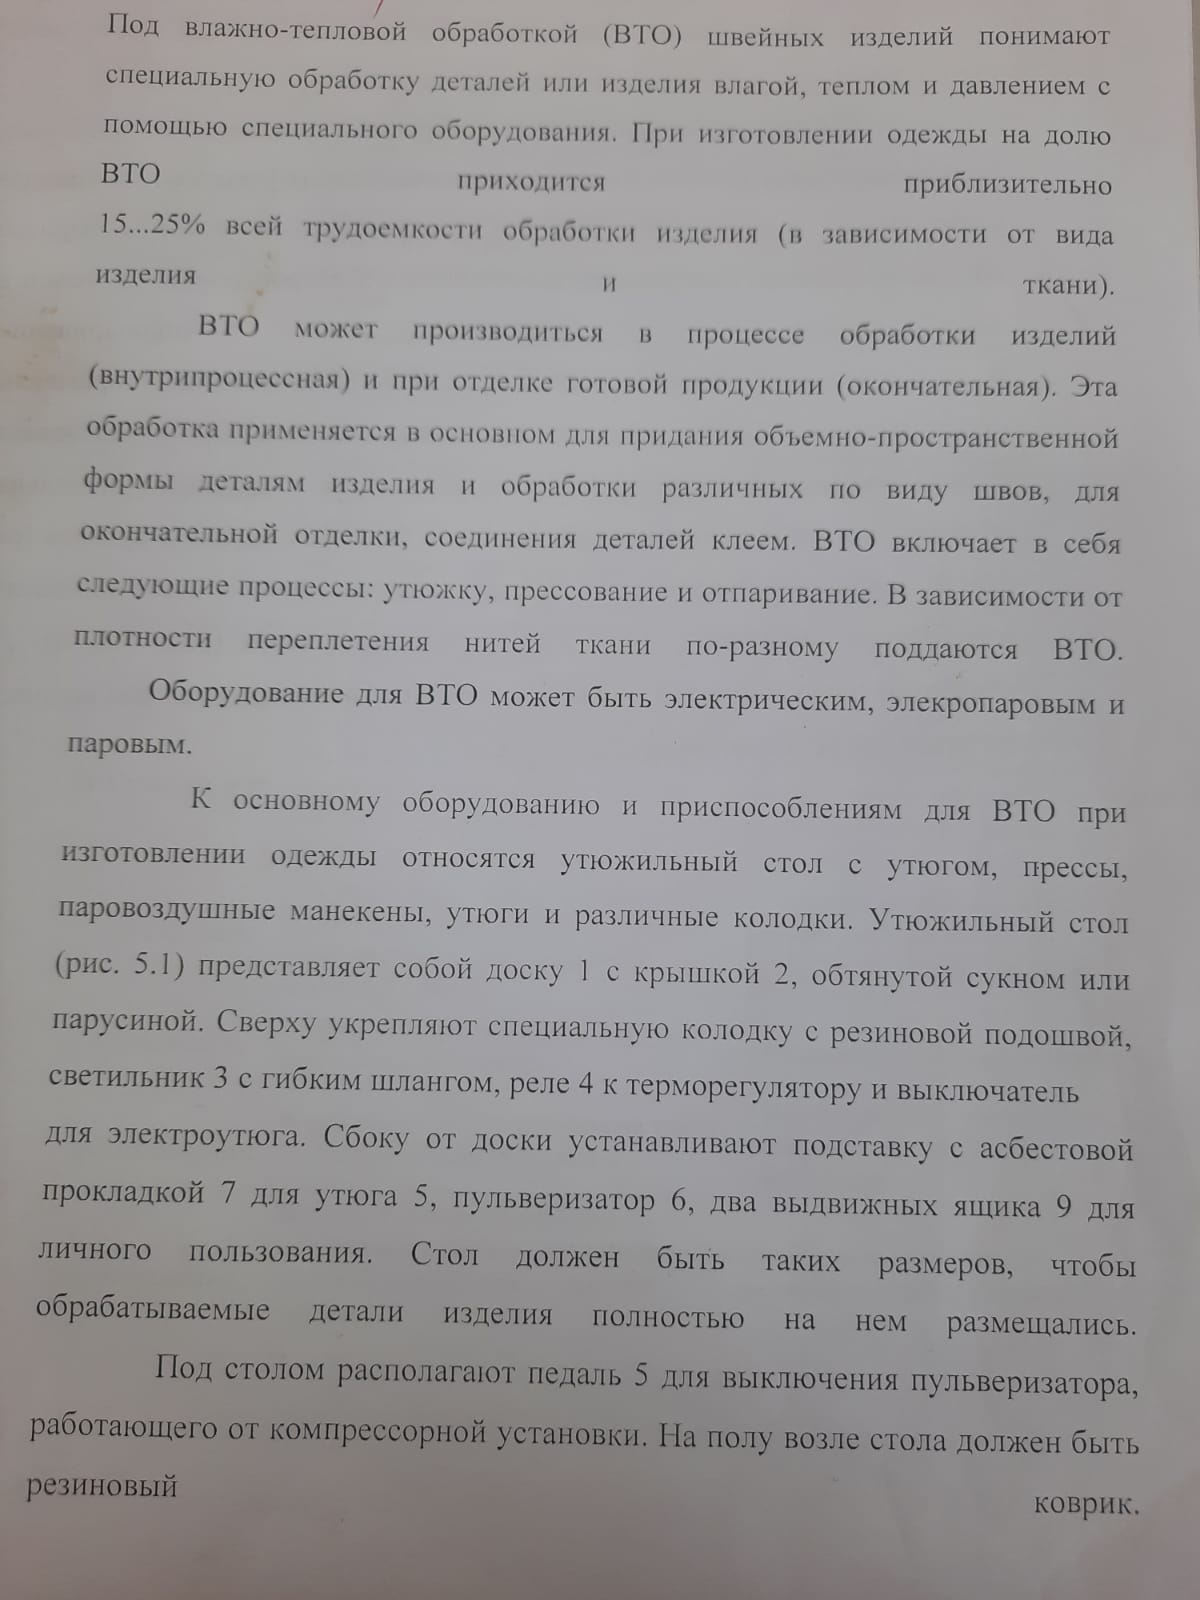 Под влажно-тепловой обработкой (ВТО) швейных изделий понимают
специальную обработку деталей или изделия влагой, теплом и давлением с
помощью специального оборудования. При изготовлении одежды на долю
ВТО приходится приблизительно
15...25% всей трудоемкости обработки изделия (в зависимости от вида
изделия и ткани).
ВТО может производиться в процессе обработки изделий
(внутрипроцессная) и при отделке готовой продукции (окончательная). Эта
обработка применяется в основном для придания объемно-пространственной
формы деталям изделия и обработки различных по виду швов, для
окончательной отделки, соединения деталей клеем. ВТО включает в себя
следующие процессы: утюжку, прессование и отпаривание. В зависимости от
плотности переплетения нитей ткани по-разному поддаются ВТО.
Оборудование для ВТО может быть электрическим, элекропаровым и
паровым.
К основному оборудованию и приспособлениям для ВТО при
изготовлении одежды относятся утюжильный стол с утюгом, прессы,
паровоздушные манекены, утюги и различные колодки. Утюжильный стол
(рис. 5.1) представляет собой доску 1 с крышкой 2, обтянутой сукном или
парусиной. Сверху укрепляют специальную колодку с резиновой подошвой,
светильник 3 с гибким шлангом, реле 4 к терморегулятору и выключатель
для электроутюга. Сбоку от доски устанавливают подставку с асбестовой
прокладкой 7 для утюга 5, пульверизатор 6, два выдвижных ящика 9 для
личного пользования. Стол должен быть таких размеров, чтобы
обрабатываемые детали изделия полностью на нем размещались.
Под столом располагают педаль 5 для выключения пульверизатора,
работающего от компрессорной установки. На полу возле стола должен быть
резиновый коврик.